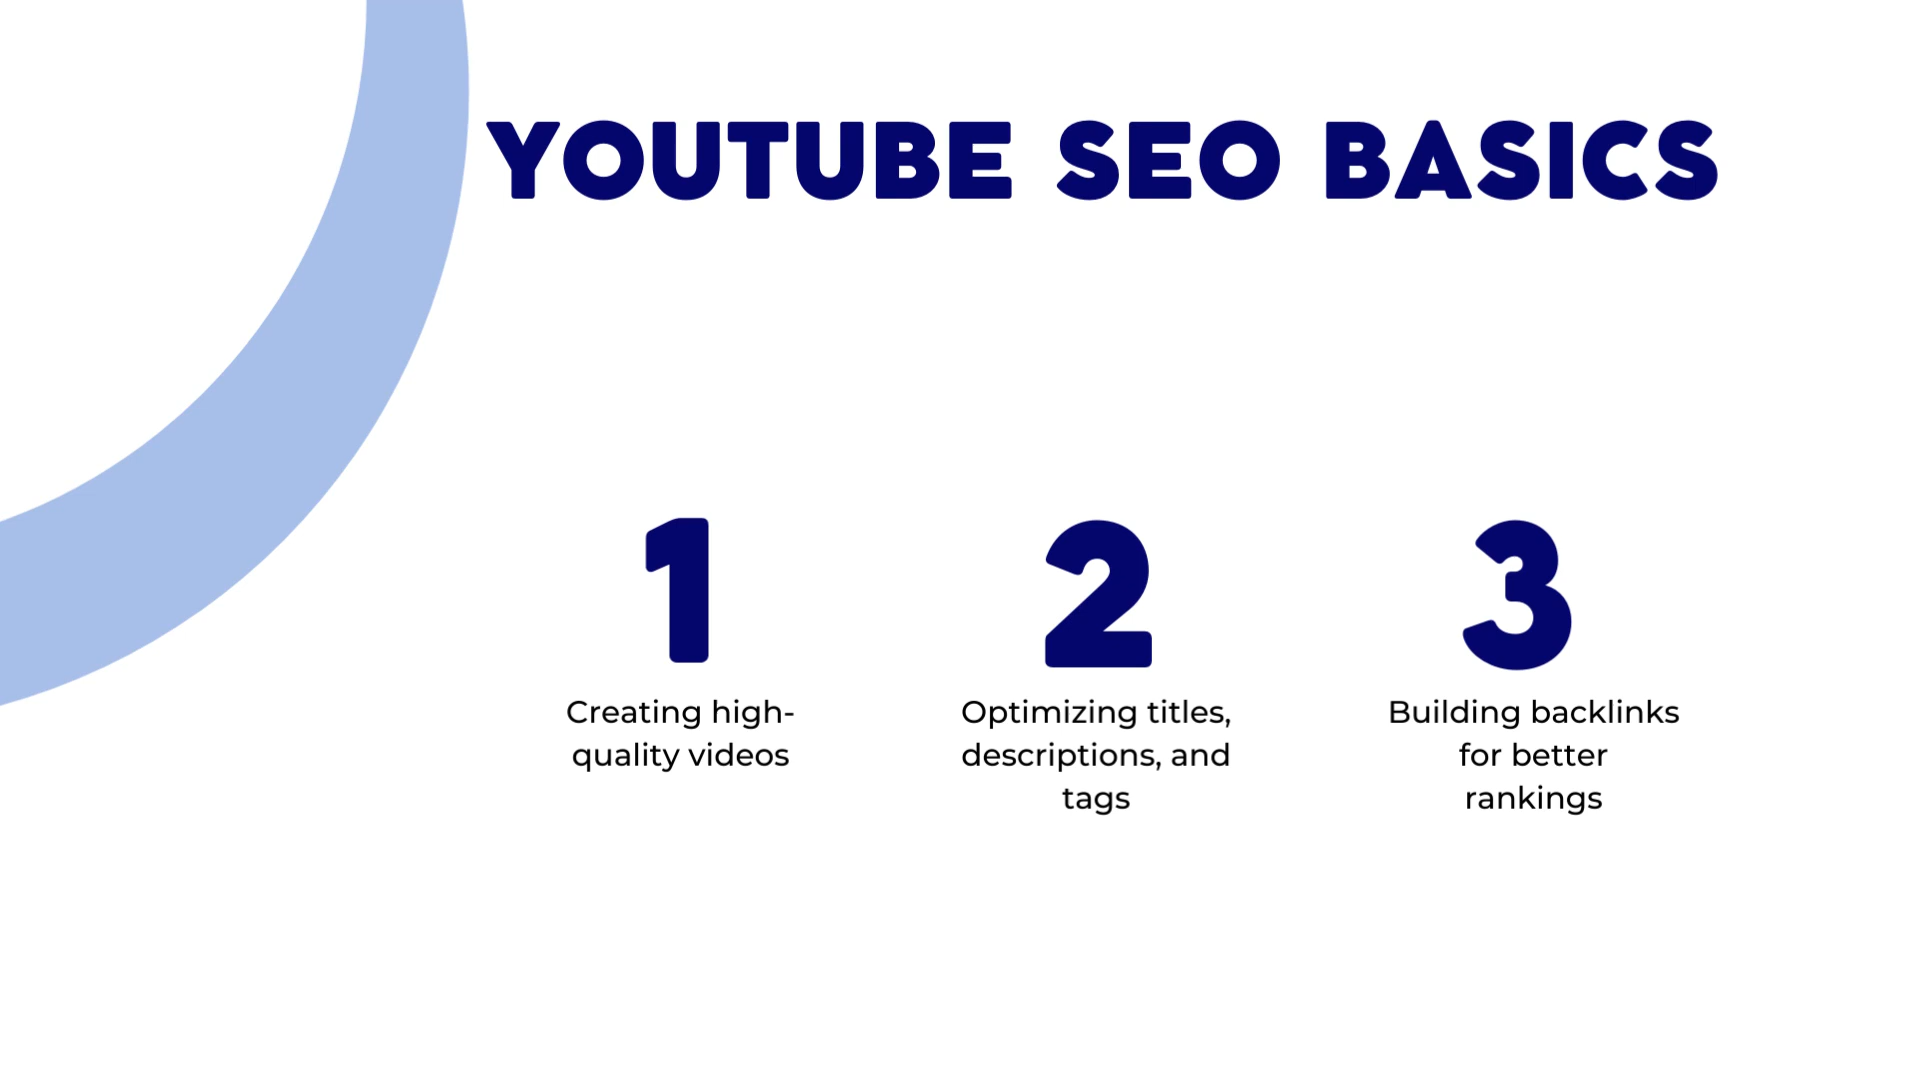 YOUTUBE SEO BASICS
1
Creating high-
quality videos
2
Optimizing titles,
descriptions, and
tags
3
Building backlinks
for better
rankings